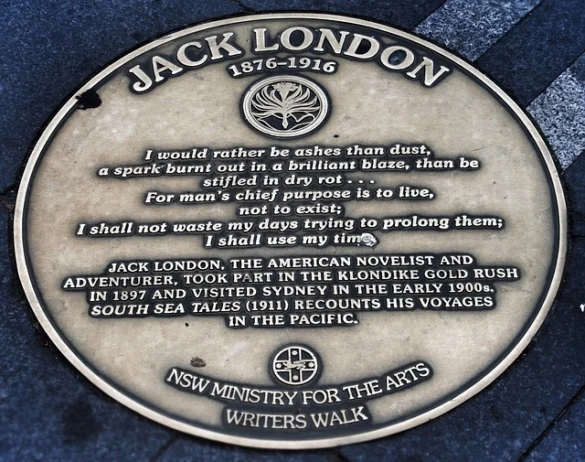 JACK LONDON
1876-1916
I would rather be ashes than dust,
a spark burnt out in a brilliant blaze, than be
stifled in dry rot . . .
For man's chief purpose is to live,
not to exist;
I shall not waste my days trying to prolong them;
I shall use my time.
JACK LONDON, THE AMERICAN NOVELIST AND
ADVENTURER, TOOK PART IN THE KLONDIKE GOLD RUSH
IN 1897 AND VISITED SYDNEY IN THE EARLY 1900s.
SOUTH SEA TALES (1911) RECOUNTS HIS VOYAGES
IN THE PACIFIC.
NSW MINISTRY FOR THE ARTS
WRITERS WALK